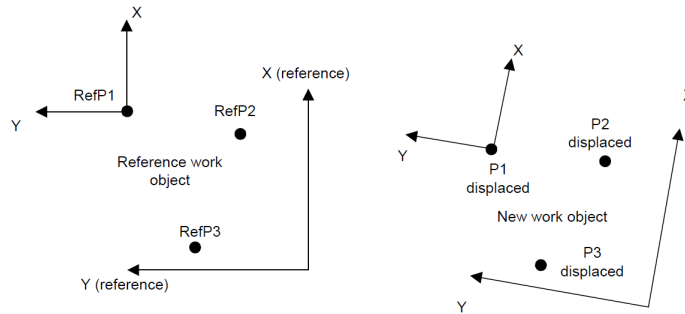 X
RefP1
Y
RefP2
X (reference)
Reference work
object
RefP3
Y (reference)
X
Y
P1
displaced
P2
displaced
New work object
P3
displaced
Y